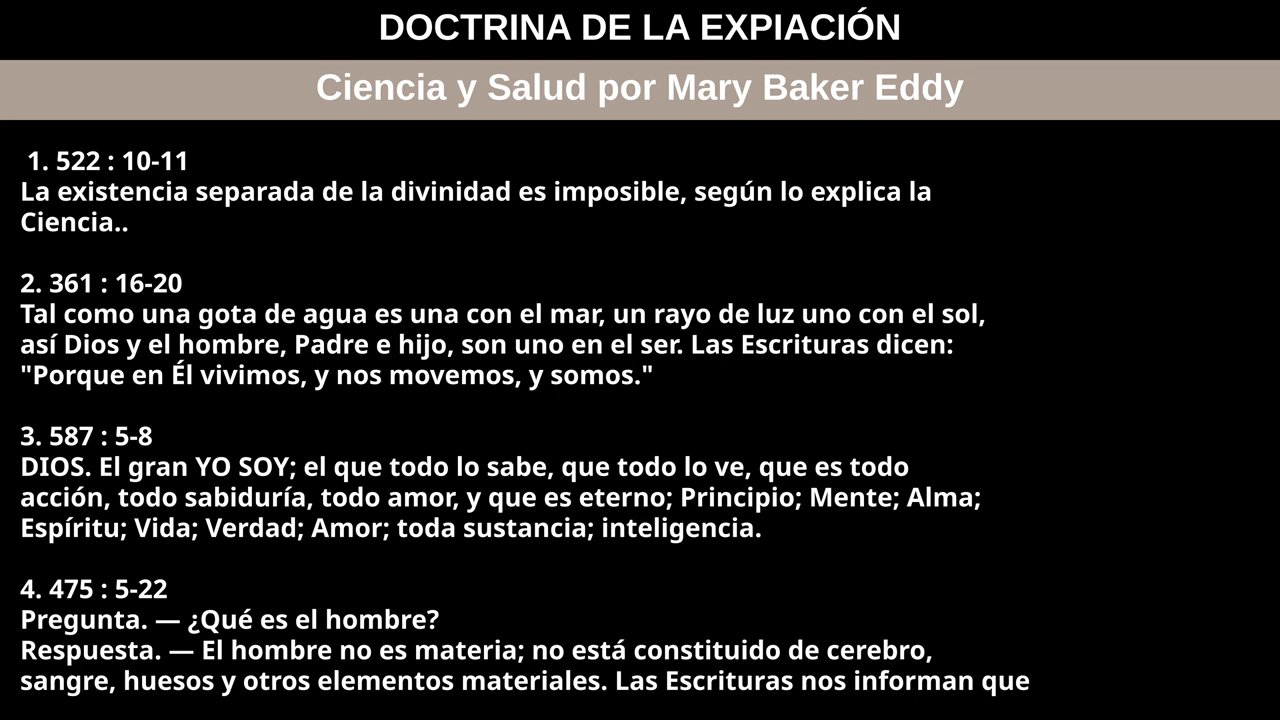 DOCTRINA DE LA EXPIACIÓN
Ciencia y Salud por Mary Baker Eddy
1. 522 : 10-11
La existencia separada de la divinidad es imposible, según lo explica la
Ciencia..
2. 361 : 16-20
Tal como una gota de agua es una con el mar, un rayo de luz uno con el sol,
así Dios y el hombre, Padre e hijo, son uno en el ser. Las Escrituras dicen:
"Porque en Él vivimos, y nos movemos, y somos."
3. 587 : 5-8
DIOS. El gran YO SOY; el que todo lo sabe, que todo lo ve, que es todo
acción, todo sabiduría, todo amor, y que es eterno; Principio; Mente; Alma;
Espíritu; Vida; Verdad; Amor; toda sustancia; inteligencia.
4. 475 : 5-22
Pregunta. — ¿Qué es el hombre?
Respuesta. — El hombre no es materia; no está constituido de cerebro,
sangre, huesos y otros elementos materiales. Las Escrituras nos informan que